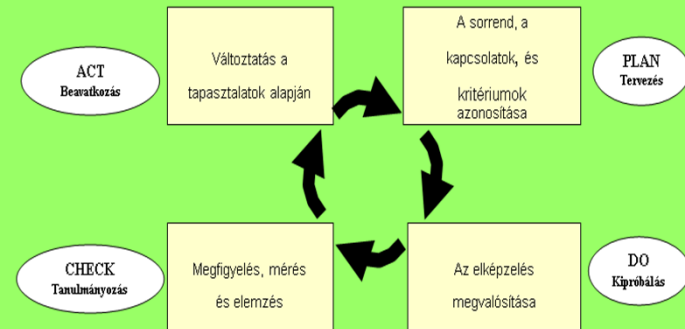 ACT
Beavatkozás
Változtatás a
tapasztalatok alapján
A sorrend, a
kapcsolatok, és
kritériumok
azonosítása
PLAN
Tervezés
CHECK
Tanulmányozás
Megfigyelés, mérés
és elemzés
Az elképzelés
megvalósítása
DO
Kipróbálás